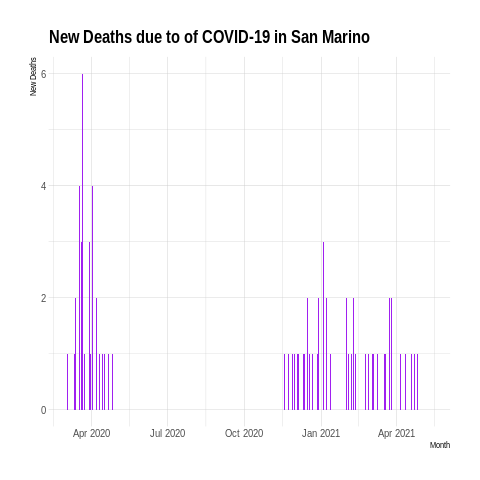 New Deaths due to of COVID-19 in San Marino
New Deaths
6
4
2
0
Apr 2020 Jul 2020 Oct 2020 Jan 2021 Apr 2021
Month